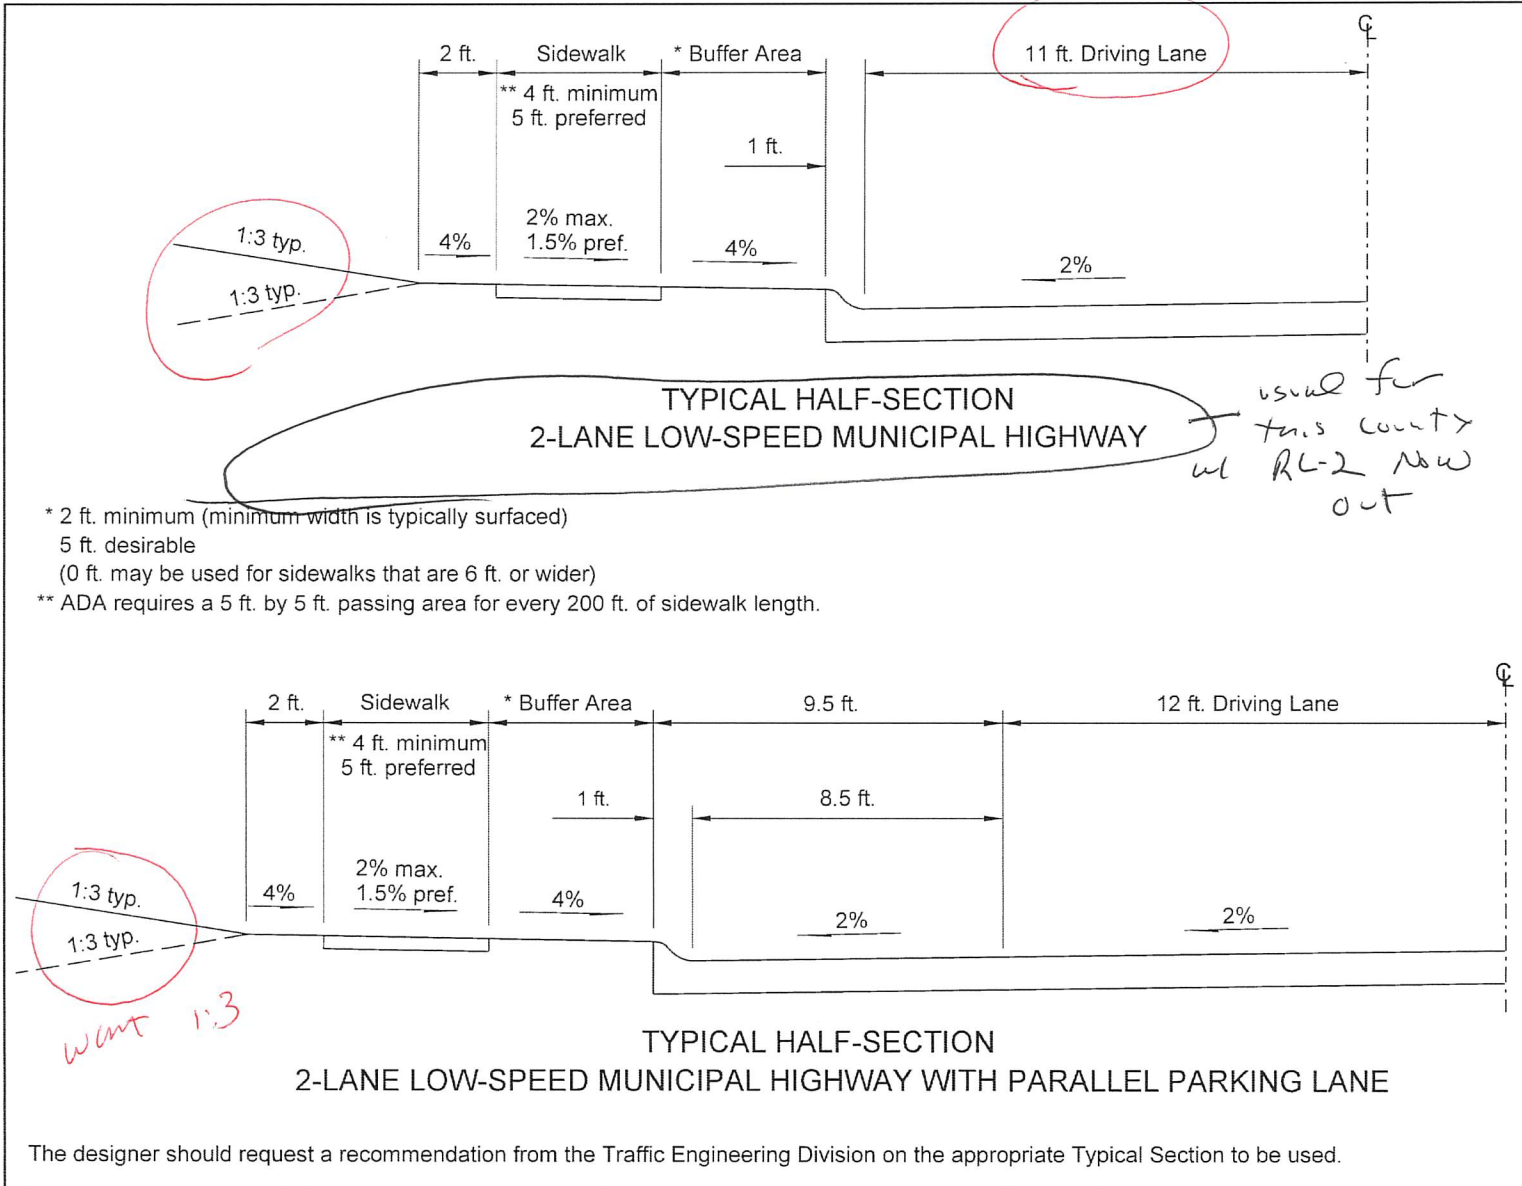 ℄
2 ft. Sidewalk * Buffer Area 11 ft. Driving Lane
** 4 ft. minimum
5 ft. preferred
1 ft.
1:3 typ.
1:3 typ.
4%
2% max.
1.5% pref.
4%
2%
TYPICAL HALF-SECTION
2-LANE LOW-SPEED MUNICIPAL HIGHWAY
usual for
this county
w/ RL-2 Now
out
* 2 ft. minimum (minimum width is typically surfaced)
5 ft. desirable
(0 ft. may be used for sidewalks that are 6 ft. or wider)
** ADA requires a 5 ft. by 5 ft. passing area for every 200 ft. of sidewalk length.
℄
2 ft. Sidewalk * Buffer Area 9.5 ft. 12 ft. Driving Lane
** 4 ft. minimum
5 ft. preferred
1 ft. 8.5 ft.
1:3 typ.
1:3 typ.
4%
2% max.
1.5% pref.
4%
2%
2%
want 1:3
TYPICAL HALF-SECTION
2-LANE LOW-SPEED MUNICIPAL HIGHWAY WITH PARALLEL PARKING LANE
The designer should request a recommendation from the Traffic Engineering Division on the appropriate Typical Section to be used.